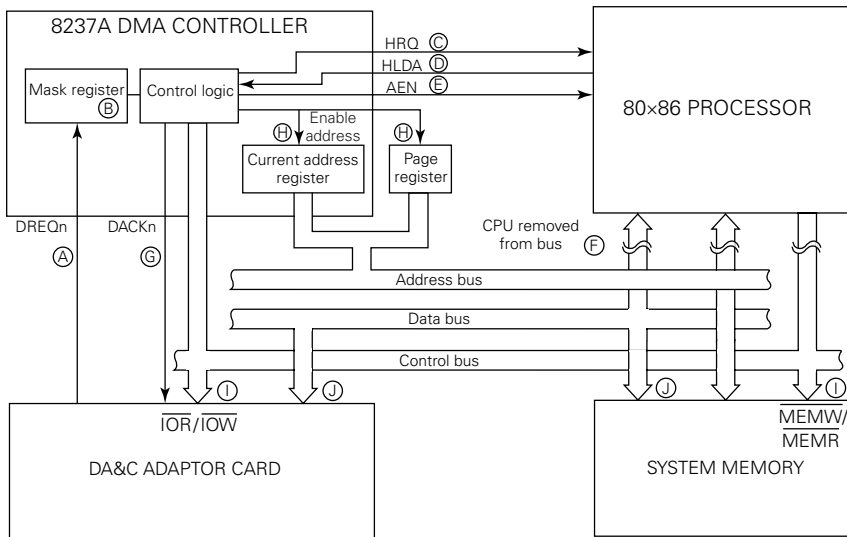 8237A DMA CONTROLLER
HRQ Ⓒ
HLDA Ⓓ
AEN Ⓔ
Mask register
Ⓑ
Control logic
80×86 PROCESSOR
Ⓗ
Enable
address
Ⓗ
Current address
register
Page
register
DREQn
DACKn
CPU removed
from bus
Ⓕ
Ⓐ
Ⓖ
Address bus
Data bus
Control bus
Ⓘ
Ⓙ
Ⓙ
Ⓘ
IOR/IOW
MEMW/
MEMR
DA&C ADAPTOR CARD
SYSTEM MEMORY